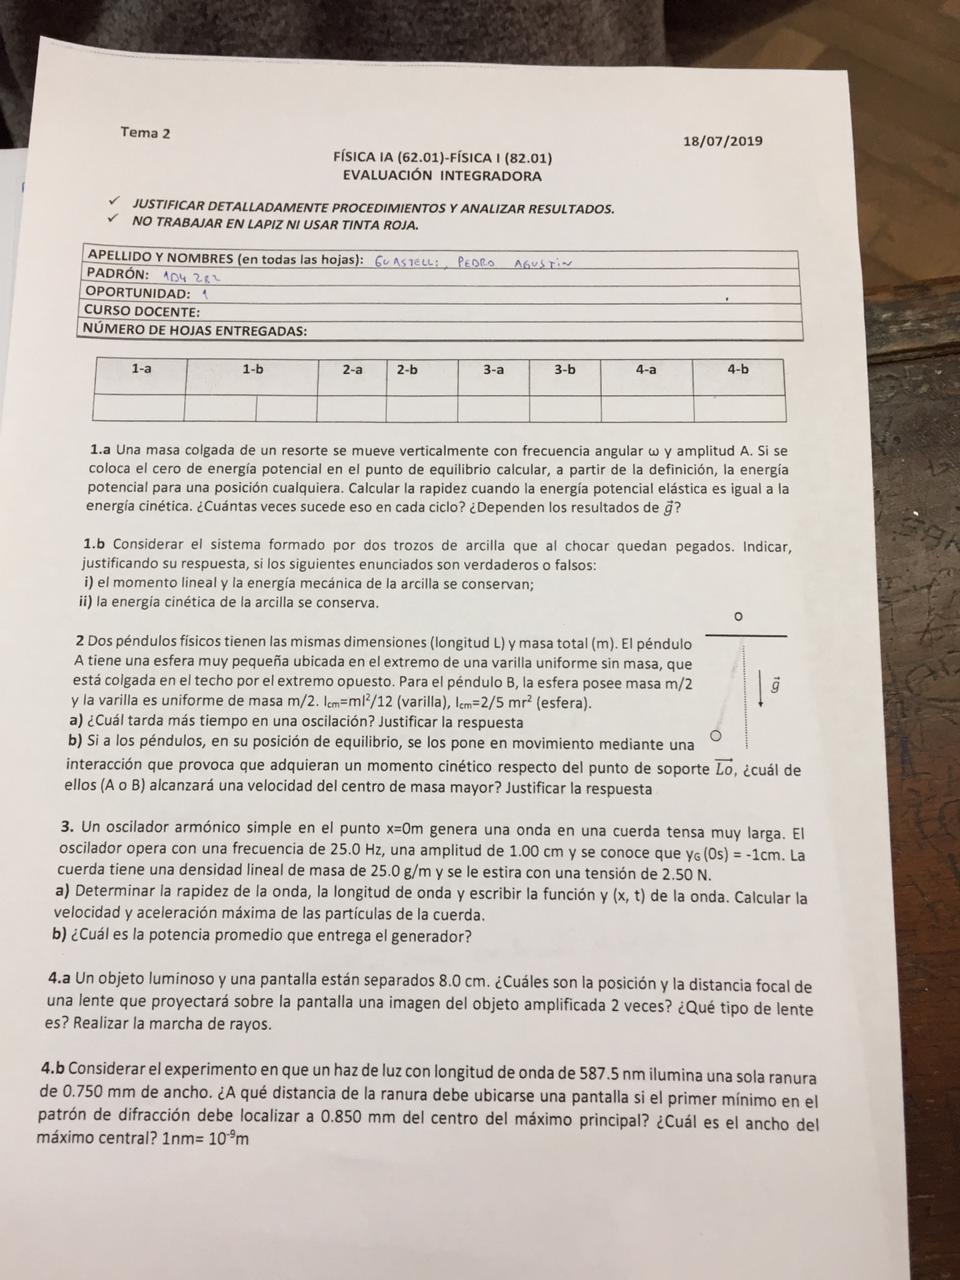 Tema 2
18/07/2019
FÍSICA IA (62.01)-FÍSICA I (82.01)
EVALUACIÓN INTEGRADORA
✓ JUSTIFICAR DETALLADAMENTE PROCEDIMIENTOS Y ANALIZAR RESULTADOS.
✓ NO TRABAJAR EN LAPIZ NI USAR TINTA ROJA.
APELLIDO Y NOMBRES (en todas las hojas): GUASTELLI, PEDRO AGUSTIN
PADRÓN: 104 282
OPORTUNIDAD: 1
CURSO DOCENTE:
NÚMERO DE HOJAS ENTREGADAS:
1-a 1-b 2-a 2-b 3-a 3-b 4-a 4-b
1.a Una masa colgada de un resorte se mueve verticalmente con frecuencia angular ω y amplitud A. Si se
coloca el cero de energía potencial en el punto de equilibrio calcular, a partir de la definición, la energía
potencial para una posición cualquiera. Calcular la rapidez cuando la energía potencial elástica es igual a la
energía cinética. ¿Cuántas veces sucede eso en cada ciclo? ¿Dependen los resultados de g⃗?
1.b Considerar el sistema formado por dos trozos de arcilla que al chocar quedan pegados. Indicar,
justificando su respuesta, si los siguientes enunciados son verdaderos o falsos:
i) el momento lineal y la energía mecánica de la arcilla se conservan;
ii) la energía cinética de la arcilla se conserva.
O
2 Dos péndulos físicos tienen las mismas dimensiones (longitud L) y masa total (m). El péndulo
A tiene una esfera muy pequeña ubicada en el extremo de una varilla uniforme sin masa, que
está colgada en el techo por el extremo opuesto. Para el péndulo B, la esfera posee masa m/2
g⃗
y la varilla es uniforme de masa m/2. Icm=ml²/12 (varilla), Icm=2/5 mr² (esfera).
a) ¿Cuál tarda más tiempo en una oscilación? Justificar la respuesta
b) Si a los péndulos, en su posición de equilibrio, se los pone en movimiento mediante una
interacción que provoca que adquieran un momento cinético respecto del punto de soporte L⃗o, ¿cuál de
ellos (A o B) alcanzará una velocidad del centro de masa mayor? Justificar la respuesta
3. Un oscilador armónico simple en el punto x=0m genera una onda en una cuerda tensa muy larga. El
oscilador opera con una frecuencia de 25.0 Hz, una amplitud de 1.00 cm y se conoce que yG (0s) = -1cm. La
cuerda tiene una densidad lineal de masa de 25.0 g/m y se le estira con una tensión de 2.50 N.
a) Determinar la rapidez de la onda, la longitud de onda y escribir la función y (x, t) de la onda. Calcular la
velocidad y aceleración máxima de las partículas de la cuerda.
b) ¿Cuál es la potencia promedio que entrega el generador?
4.a Un objeto luminoso y una pantalla están separados 8.0 cm. ¿Cuáles son la posición y la distancia focal de
una lente que proyectará sobre la pantalla una imagen del objeto amplificada 2 veces? ¿Qué tipo de lente
es? Realizar la marcha de rayos.
4.b Considerar el experimento en que un haz de luz con longitud de onda de 587.5 nm ilumina una sola ranura
de 0.750 mm de ancho. ¿A qué distancia de la ranura debe ubicarse una pantalla si el primer mínimo en el
patrón de difracción debe localizar a 0.850 mm del centro del máximo principal? ¿Cuál es el ancho del
máximo central? 1nm= 10⁻⁹m